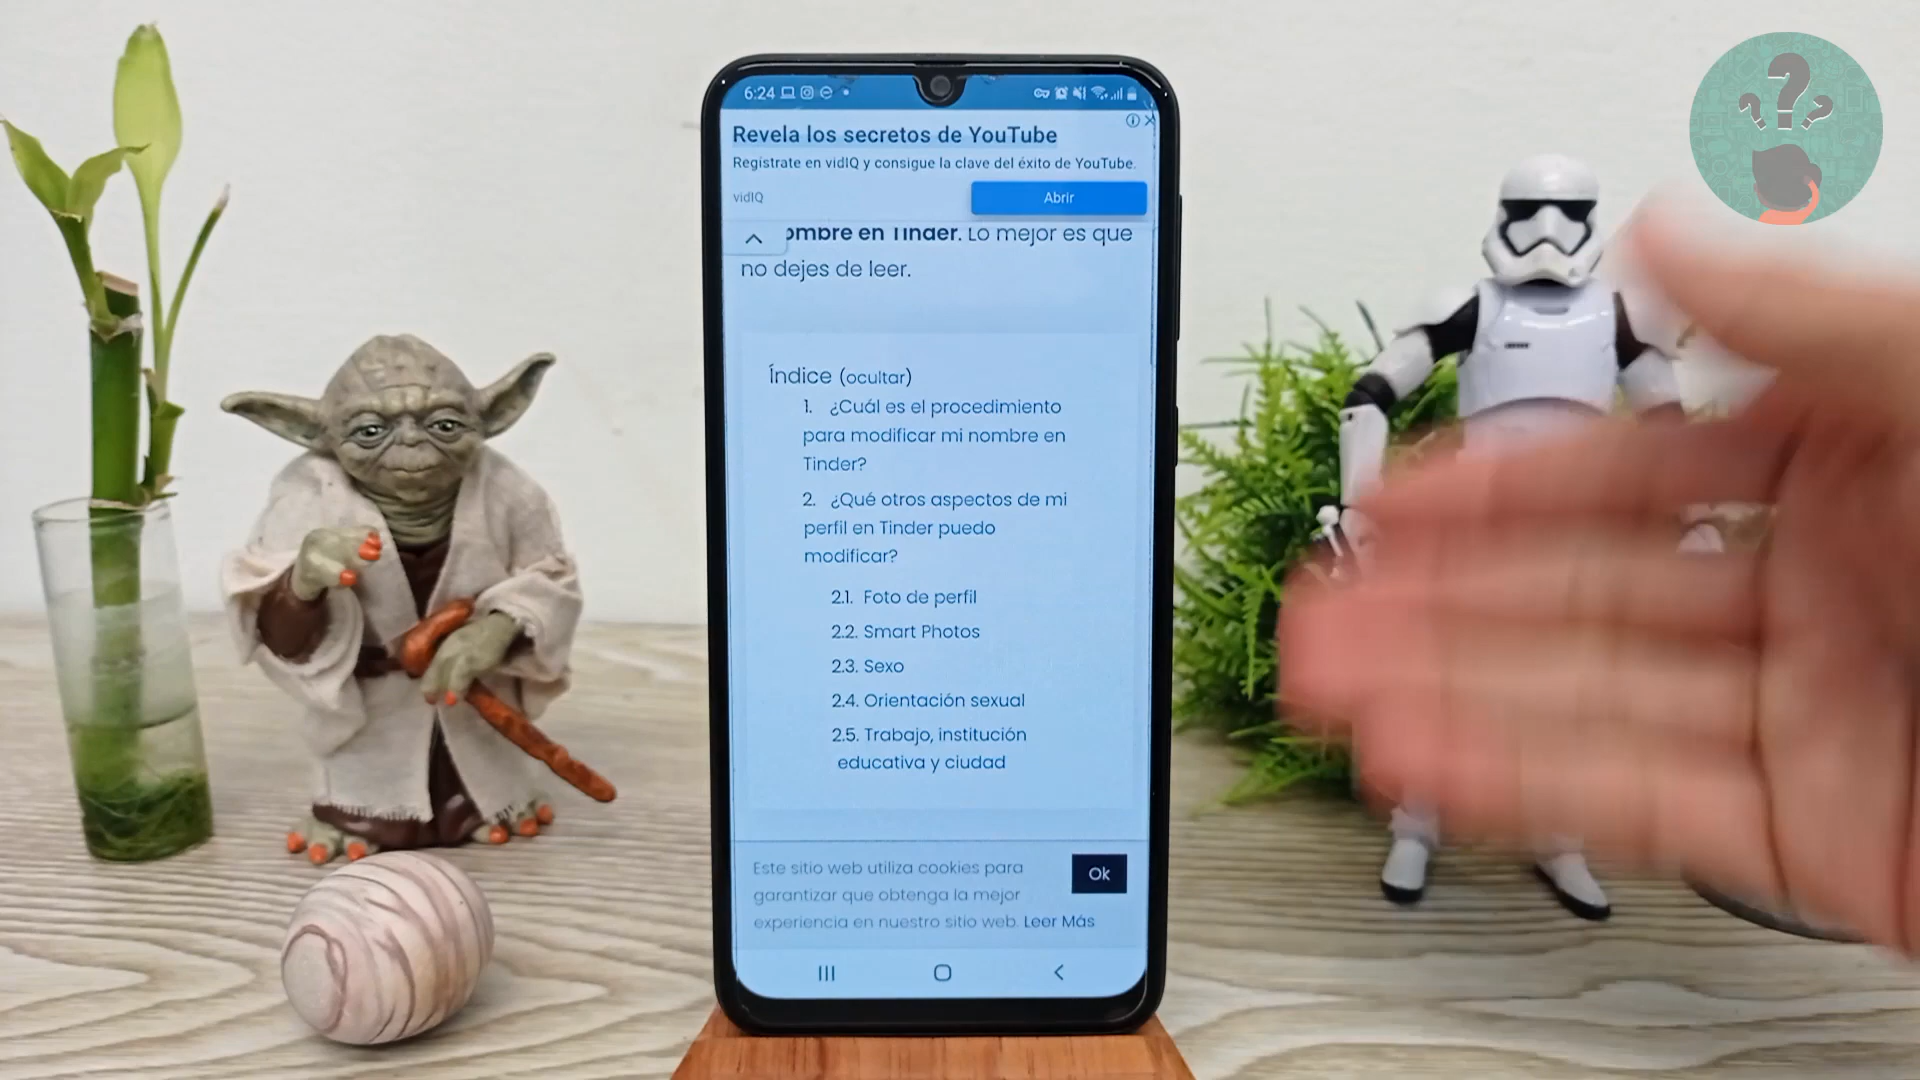 6:24
Revela los secretos de YouTube
Regístrate en vidIQ y consigue la clave del éxito de YouTube.
vidIQ
Abrir
ombre en Tinder. Lo mejor es que
no dejes de leer.
Índice (ocultar)
1. ¿Cuál es el procedimiento
para modificar mi nombre en
Tinder?
2. ¿Qué otros aspectos de mi
perfil en Tinder puedo
modificar?
2.1. Foto de perfil
2.2. Smart Photos
2.3. Sexo
2.4. Orientación sexual
2.5. Trabajo, institución
educativa y ciudad
Este sitio web utiliza cookies para
garantizar que obtenga la mejor
experiencia en nuestro sitio web. Leer Más
Ok